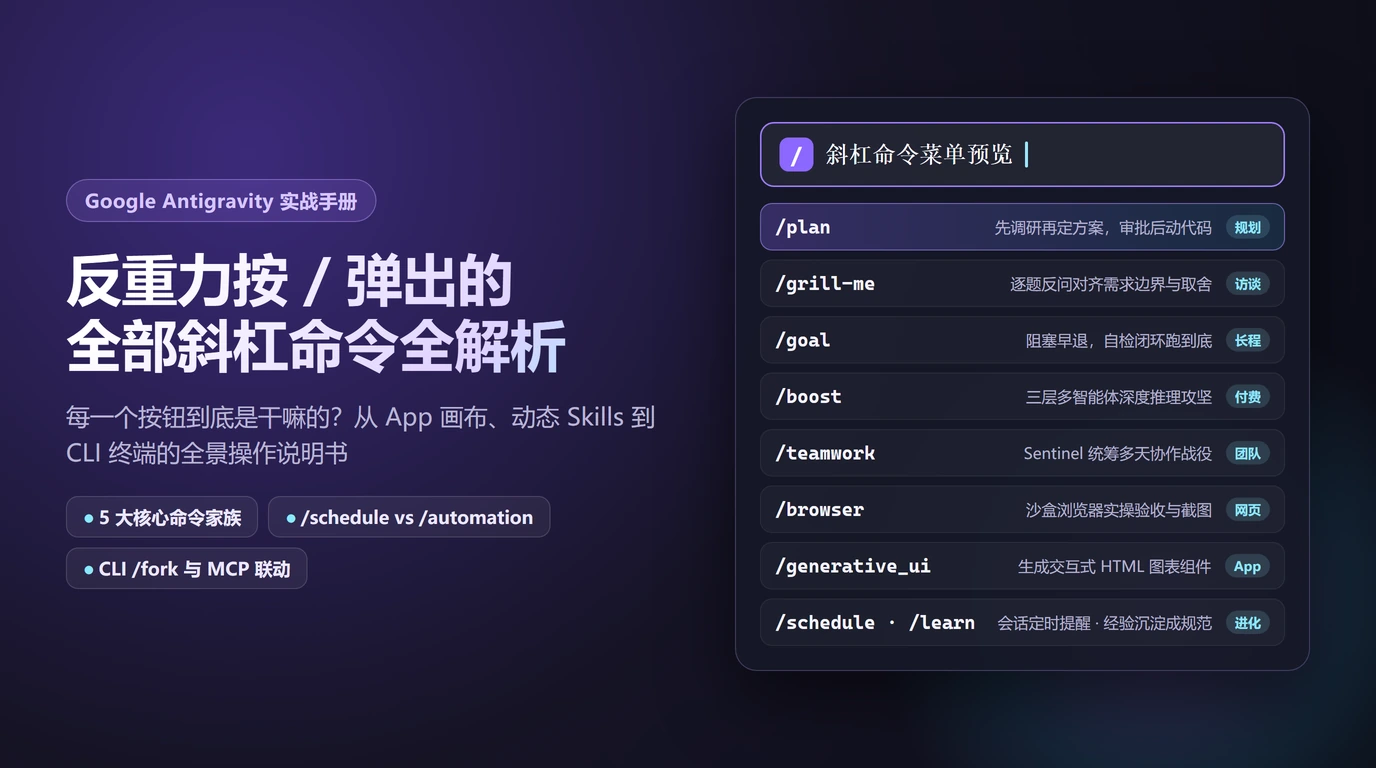 Google Antigravity 实战手册
反重力按 / 弹出的
全部斜杠命令全解析
每一个按钮到底是干嘛的？从 App 画布、动态 Skills 到
CLI 终端的全景操作说明书
5 大核心命令家族
/schedule vs /automation
CLI /fork 与 MCP 联动
/ 斜杠命令菜单预览
/plan 先调研再定方案，审批后动代码 规划
/grill-me 逐题反问对齐需求边界与取舍 访谈
/goal 阻塞早退，自检闭环跑到底 长程
/boost 三层多智能体深度推理攻坚 付费
/teamwork Sentinel 统筹多天协作战役 团队
/browser 沙盒浏览器实操验收与截图 网页
/generative_ui 生成交互式 HTML 图表组件 App
/schedule · /learn 会话定时提醒 · 经验沉淀成规范 进化